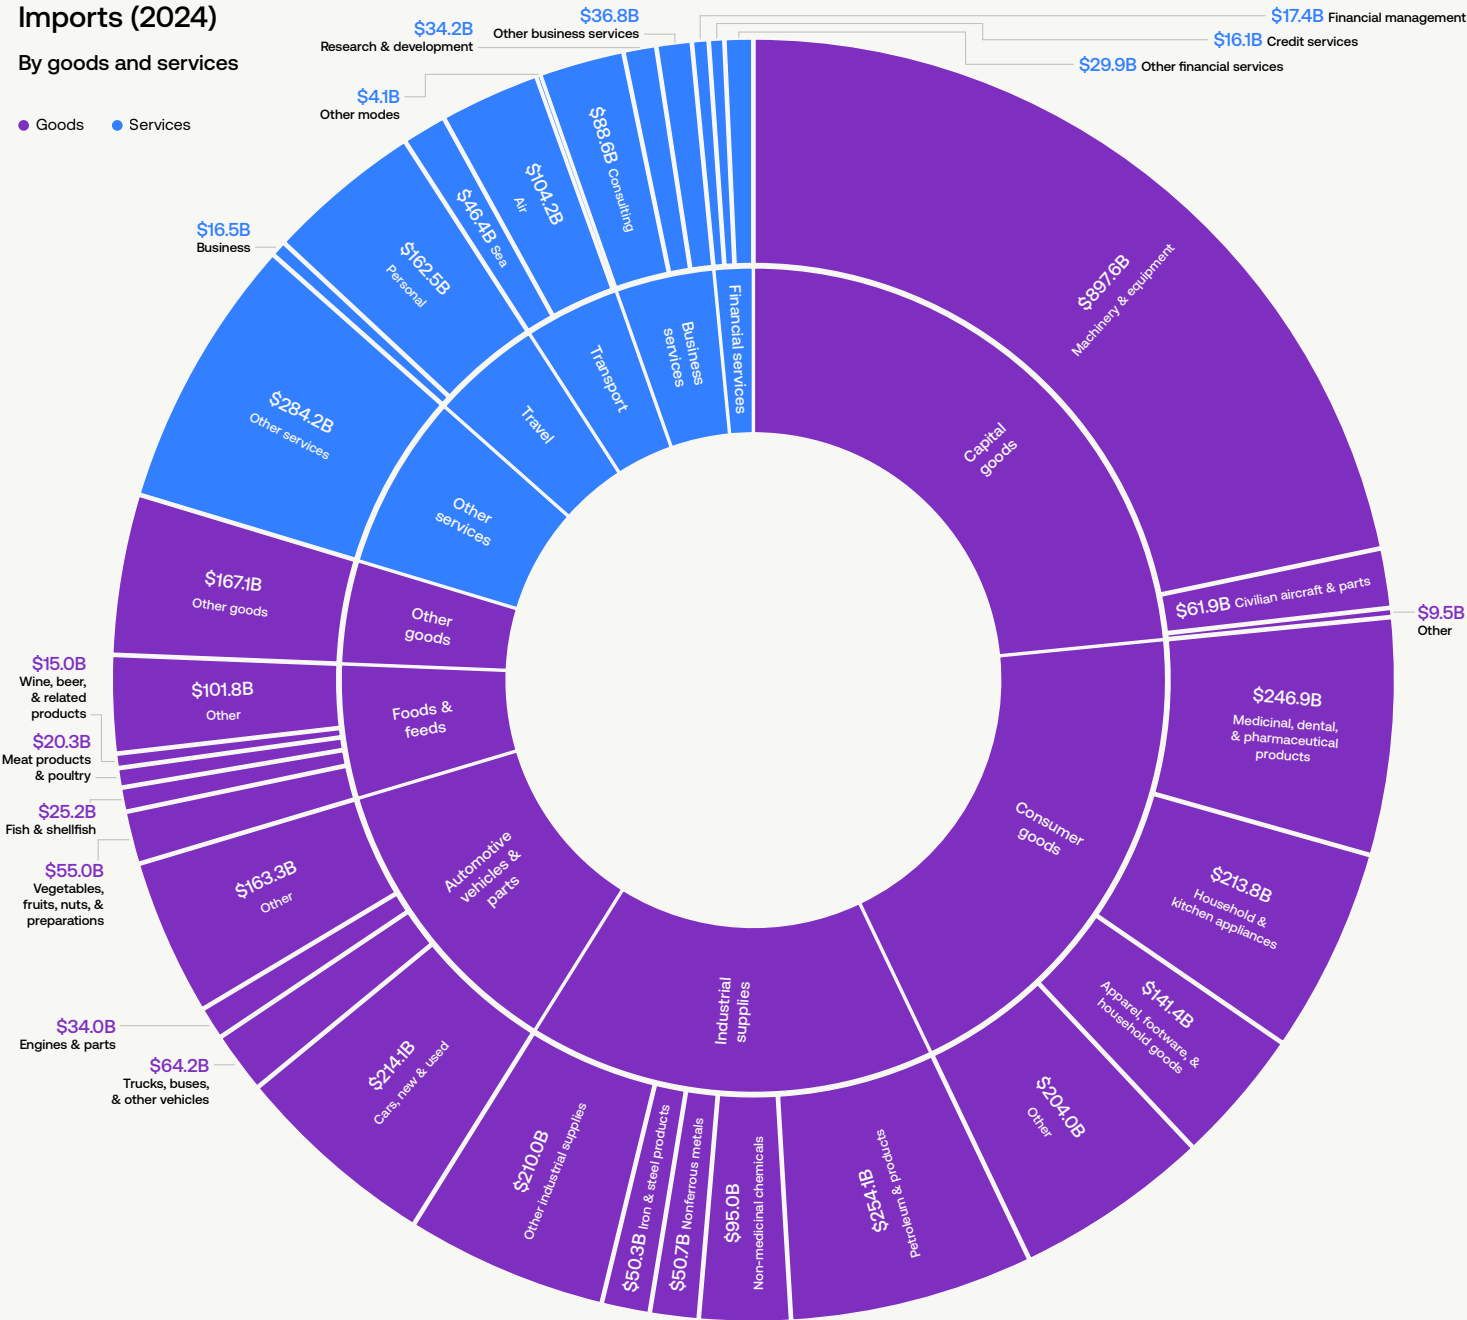 Imports (2024)
By goods and services
Goods
Services
$17.4B Financial management
$16.1B Credit services
$29.9B Other financial services
$36.8B
Other business services
$34.2B
Research & development
$4.1B
Other modes
$88.6B Consulting
$104.2B
Air
$46.4B Sea
$162.5B
Personal
$16.5B
Business
$284.2B
Other services
$167.1B
Other goods
$101.8B
Other
$15.0B
Wine, beer,
& related
products
$20.3B
Meat products
& poultry
$25.2B
Fish & shellfish
$55.0B
Vegetables,
fruits, nuts, &
preparations
$163.3B
Other
$34.0B
Engines & parts
$64.2B
Trucks, buses,
& other vehicles
$214.1B
Cars, new & used
$210.0B
Other industrial supplies
$50.3B Iron & steel products
$50.7B Nonferrous metals
$95.0B
Non-medicinal chemicals
$254.1B
Petroleum & products
$204.0B
Other
$141.4B
Apparel, footware, &
household goods
$213.8B
Household &
kitchen appliances
$246.9B
Medicinal, dental,
& pharmaceutical
products
$9.5B
Other
$61.9B Civilian aircraft & parts
$897.6B
Machinery & equipment
Capital
goods
Consumer
goods
Industrial
supplies
Automotive
vehicles &
parts
Foods &
feeds
Other
goods
Other
services
Travel
Transport
Business
services
Financial services